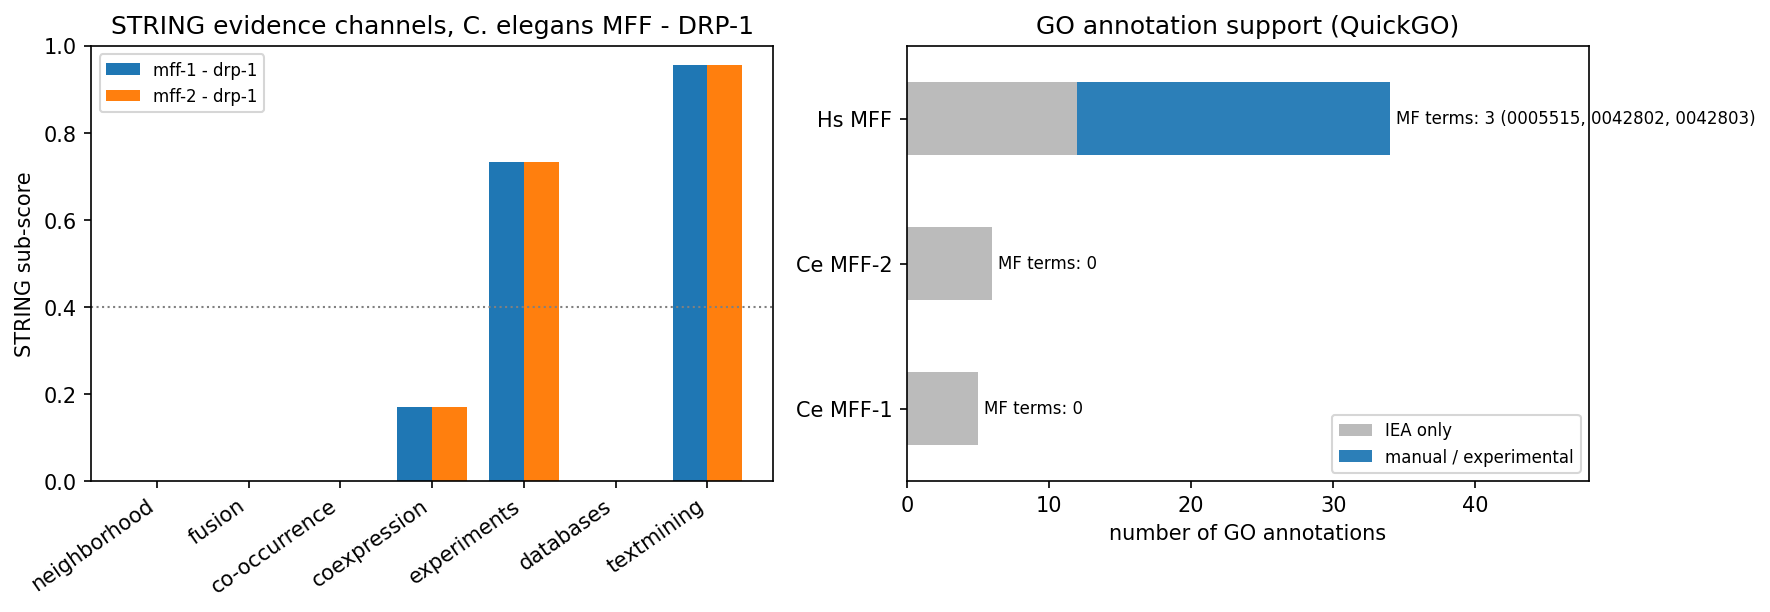 STRING evidence channels, C. elegans MFF - DRP-1
mff-1 - drp-1
mff-2 - drp-1
STRING sub-score
1.0
0.8
0.6
0.4
0.2
0.0
neighborhood
fusion
co-occurrence
coexpression
experiments
databases
textmining
GO annotation support (QuickGO)
Hs MFF
MF terms: 3 (0005515, 0042802, 0042803)
Ce MFF-2
MF terms: 0
Ce MFF-1
MF terms: 0
IEA only
manual / experimental
0
10
20
30
40
number of GO annotations